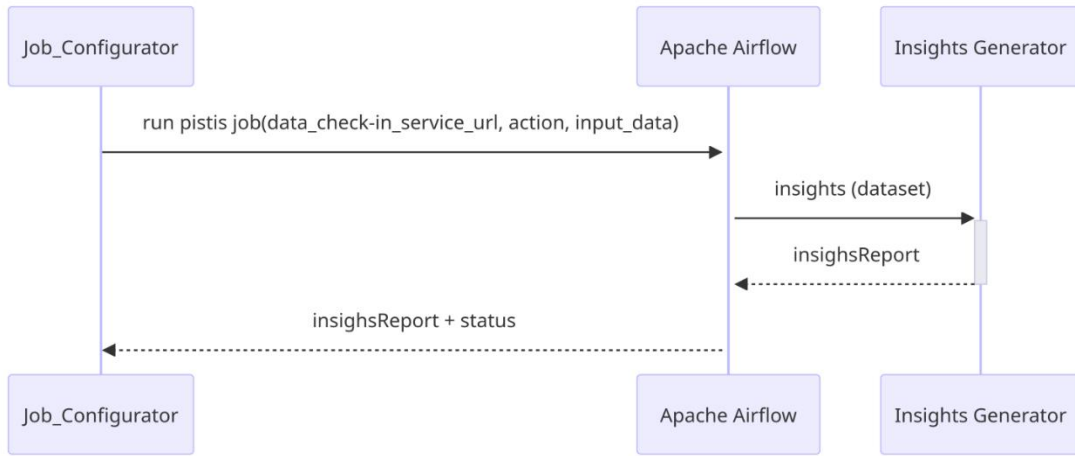 Job_Configurator
Apache Airflow
Insights Generator
run pistis job(data_check-in_service_url, action, input_data)
insights (dataset)
insighsReport
insighsReport + status
Job_Configurator
Apache Airflow
Insights Generator